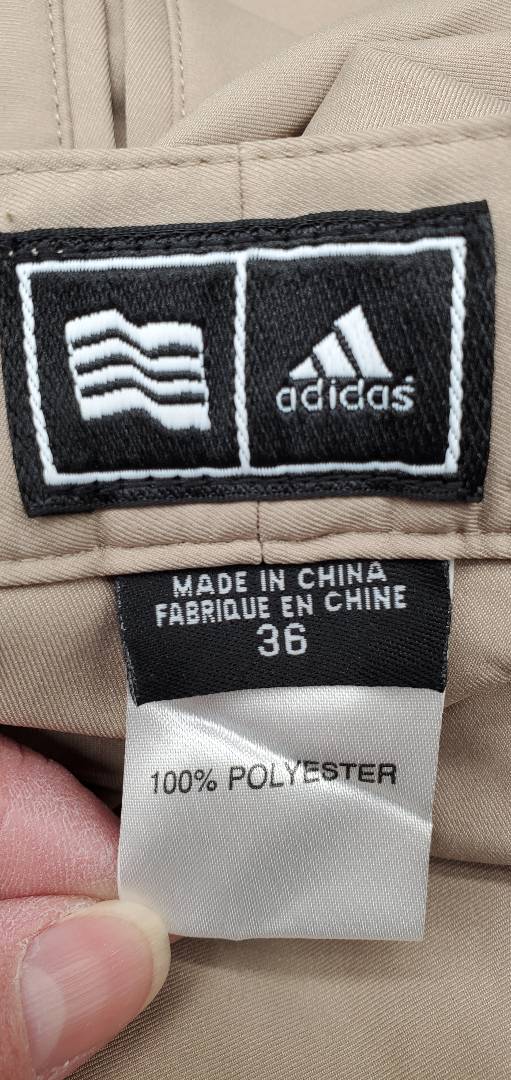 adidas
MADE IN CHINA
FABRIQUE EN CHINE
36
100% POLYESTER